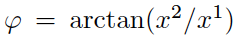 φ = arctan(x²/x¹)